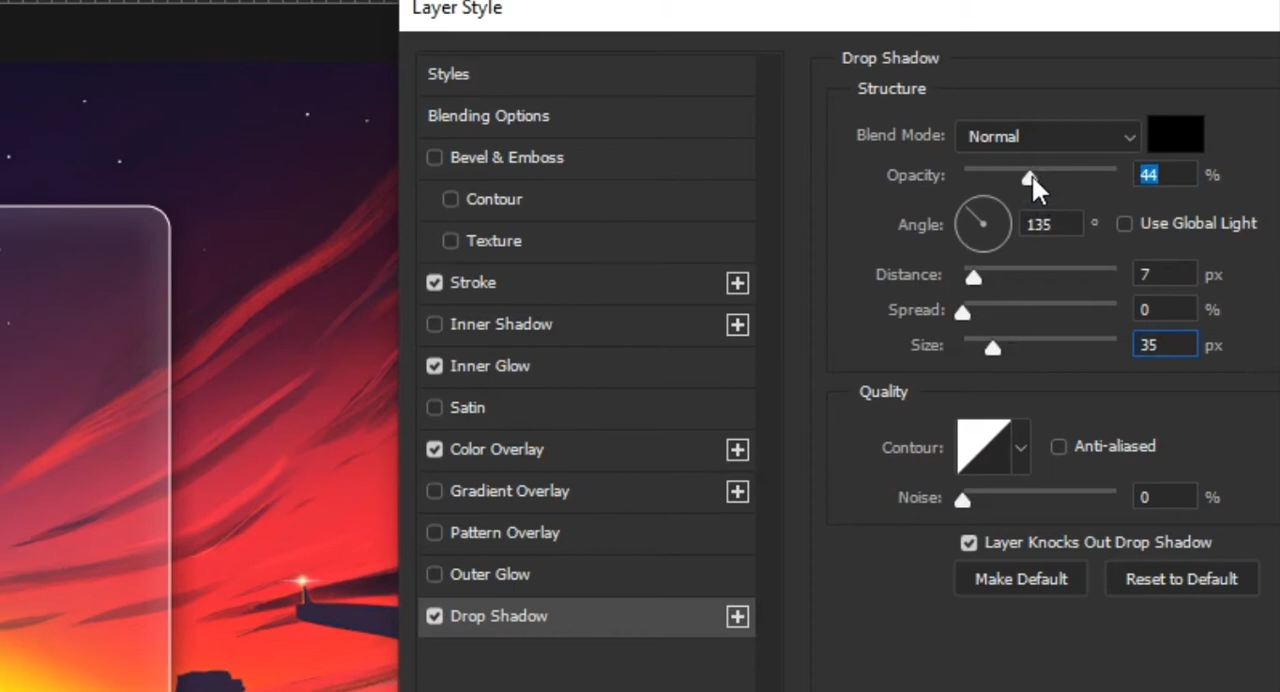 Layer Style
Styles
Blending Options
Bevel & Emboss
Contour
Texture
Stroke
Inner Shadow
Inner Glow
Satin
Color Overlay
Gradient Overlay
Pattern Overlay
Outer Glow
Drop Shadow
Drop Shadow
Structure
Blend Mode: Normal
Opacity: 44 %
Angle: 135 ° Use Global Light
Distance: 7 px
Spread: 0 %
Size: 35 px
Quality
Contour: Anti-aliased
Noise: 0 %
Layer Knocks Out Drop Shadow
Make Default Reset to Default